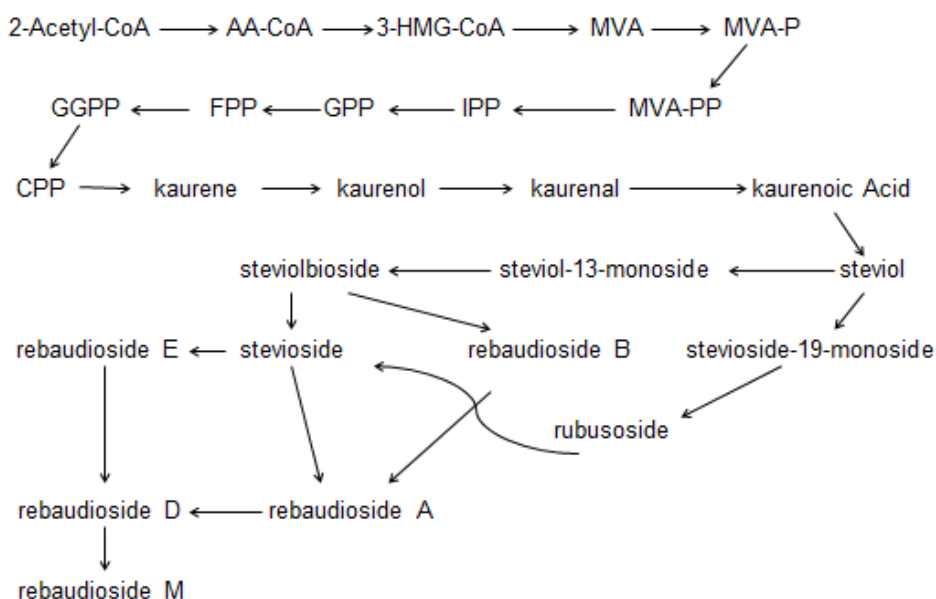 2-Acetyl-CoA AA-CoA 3-HMG-CoA MVA MVA-P
GGPP FPP GPP IPP MVA-PP
CPP kaurene kaurenol kaurenal kaurenoic Acid
steviolbioside steviol-13-monoside steviol
rebaudioside E stevioside rebaudioside B stevioside-19-monoside
rubusoside
rebaudioside D rebaudioside A
rebaudioside M